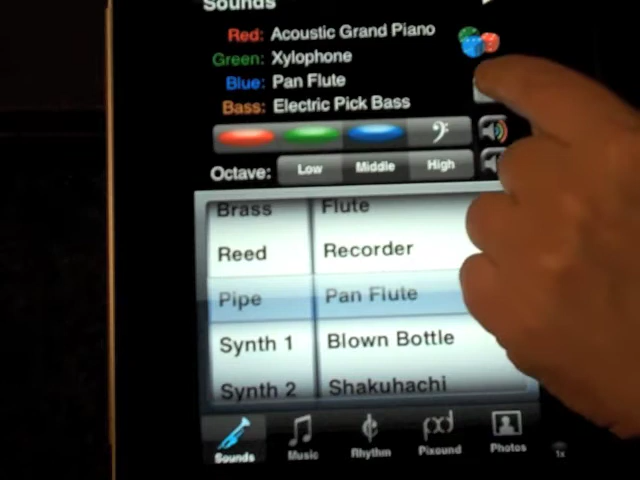 Sounds
Red: Acoustic Grand Piano
Green: Xylophone
Blue: Pan Flute
Bass: Electric Pick Bass
Octave: Low Middle High
Brass Flute
Reed Recorder
Pipe Pan Flute
Synth 1 Blown Bottle
Synth 2 Shakuhachi
Sounds Music Rhythm Pixound Photos
1x